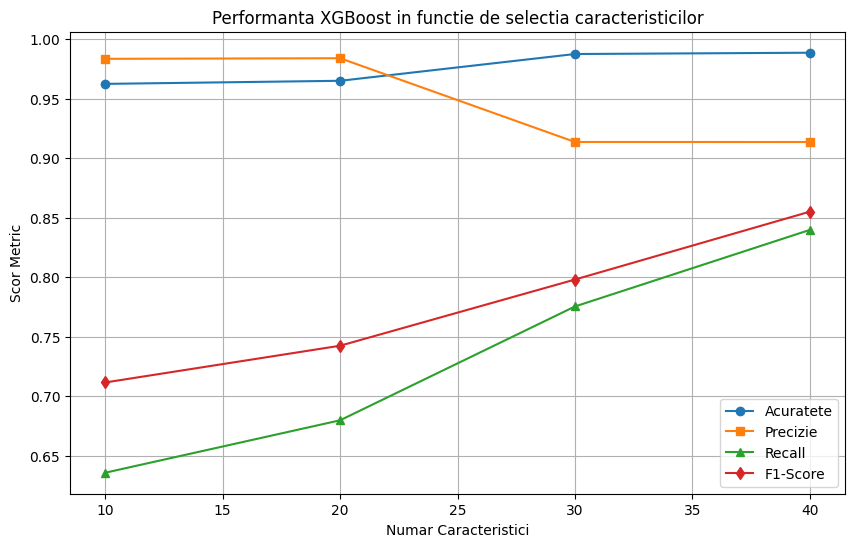 Performanta XGBoost in functie de selectia caracteristicilor
1.00
0.95
0.90
0.85
0.80
0.75
0.70
0.65
Scor Metric
10
15
20
25
30
35
40
Numar Caracteristici
Acuratete
Precizie
Recall
F1-Score